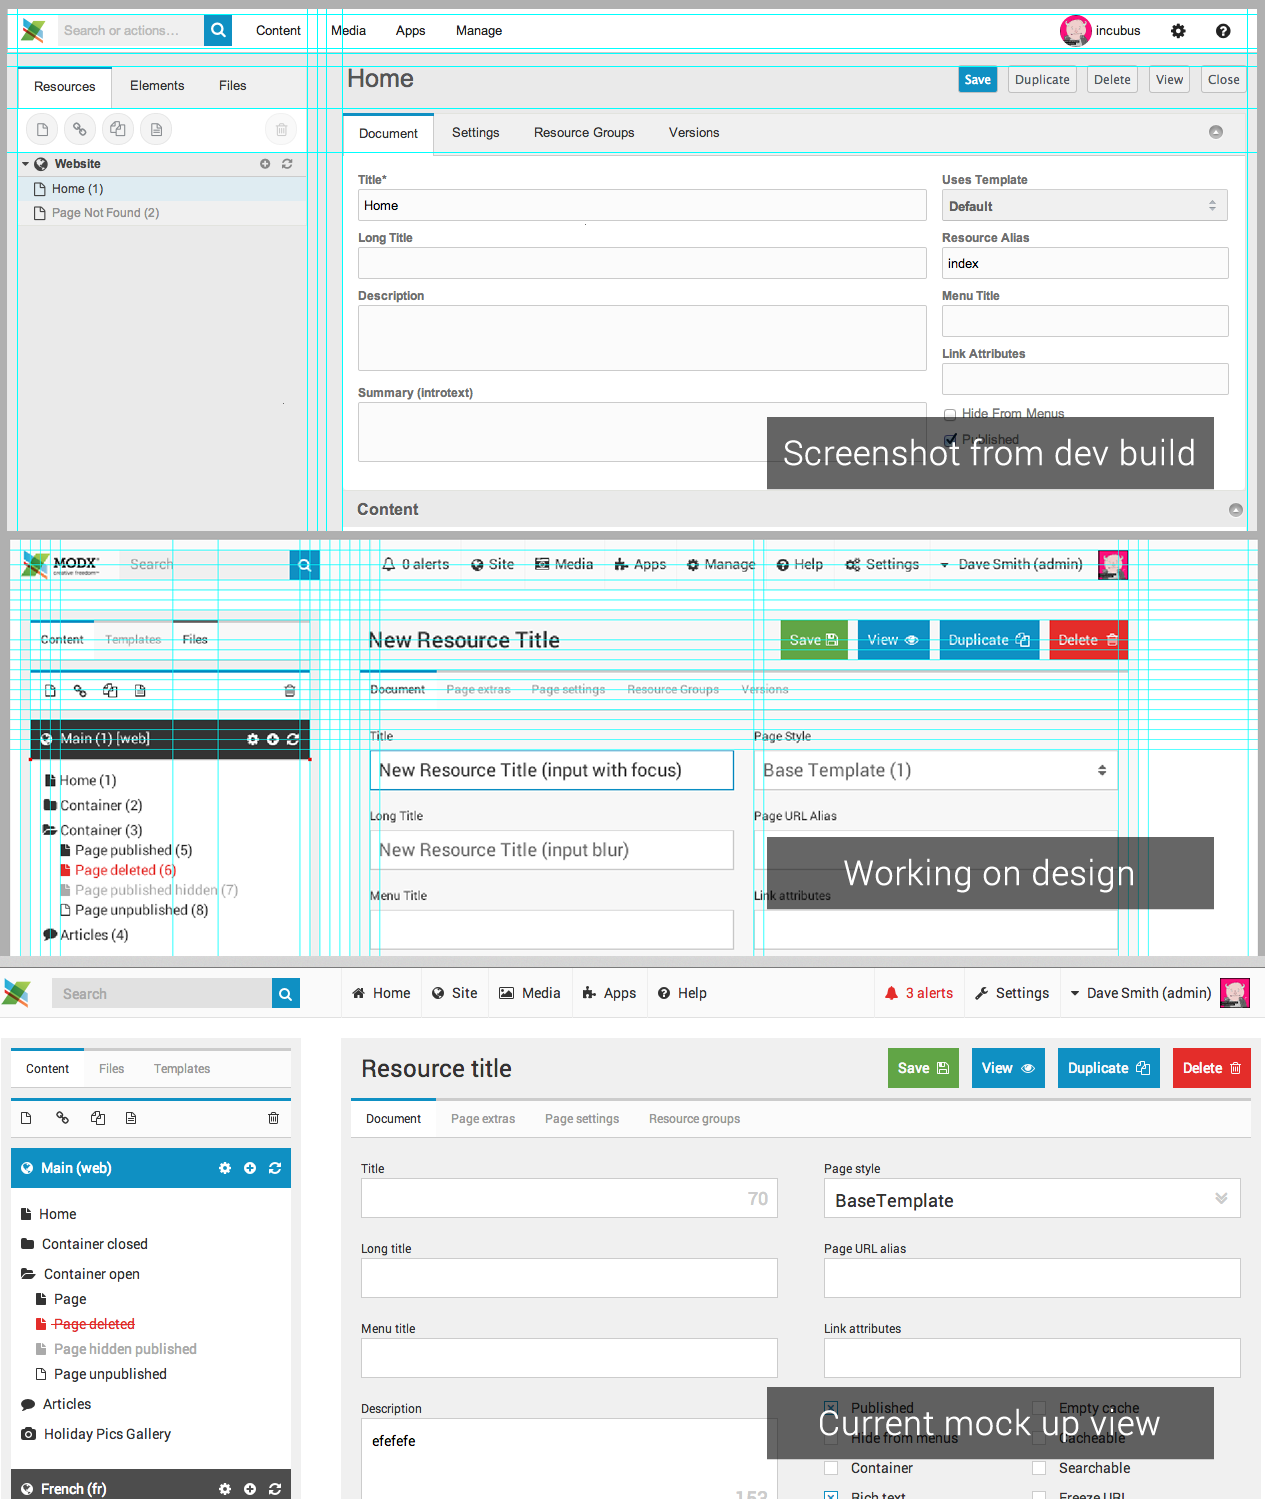 Search or actions...
Content Media Apps Manage
incubus
Resources Elements Files
Home
Save Duplicate Delete View Close
Document Settings Resource Groups Versions
Website
Home (1)
Page Not Found (2)
Title*
Home
Uses Template
Default
Long Title
Resource Alias
index
Description
Menu Title
Link Attributes
Summary (introtext)
Hide From Menus
Published
Screenshot from dev build
Content
MODX
creative freedom™
Search
0 alerts Site Media Apps Manage Help Settings Dave Smith (admin)
Content Templates Files
New Resource Title
Save View Duplicate Delete
Document Page extras Page settings Resource Groups Versions
Main (1) [web]
Home (1)
Container (2)
Container (3)
Page published (5)
Page deleted (6)
Page published hidden (7)
Page unpublished (8)
Articles (4)
Title
New Resource Title (input with focus)
Page Style
Base Template (1)
Long Title
New Resource Title (input blur)
Page URL Alias
Working on design
Menu Title
Link attributes
Search
Home Site Media Apps Help
3 alerts Settings Dave Smith (admin)
Content Files Templates
Resource title
Save View Duplicate Delete
Document Page extras Page settings Resource groups
Main (web)
Home
Container closed
Container open
Page
Page deleted
Page hidden published
Page unpublished
Articles
Holiday Pics Gallery
French (fr)
Title
70
Page style
BaseTemplate
Long title
Page URL alias
Menu title
Link attributes
Description
efefefe
153
Published Empty cache
Current mock up view
Hide from menus Cacheable
Container Searchable
Rich text Freeze URL